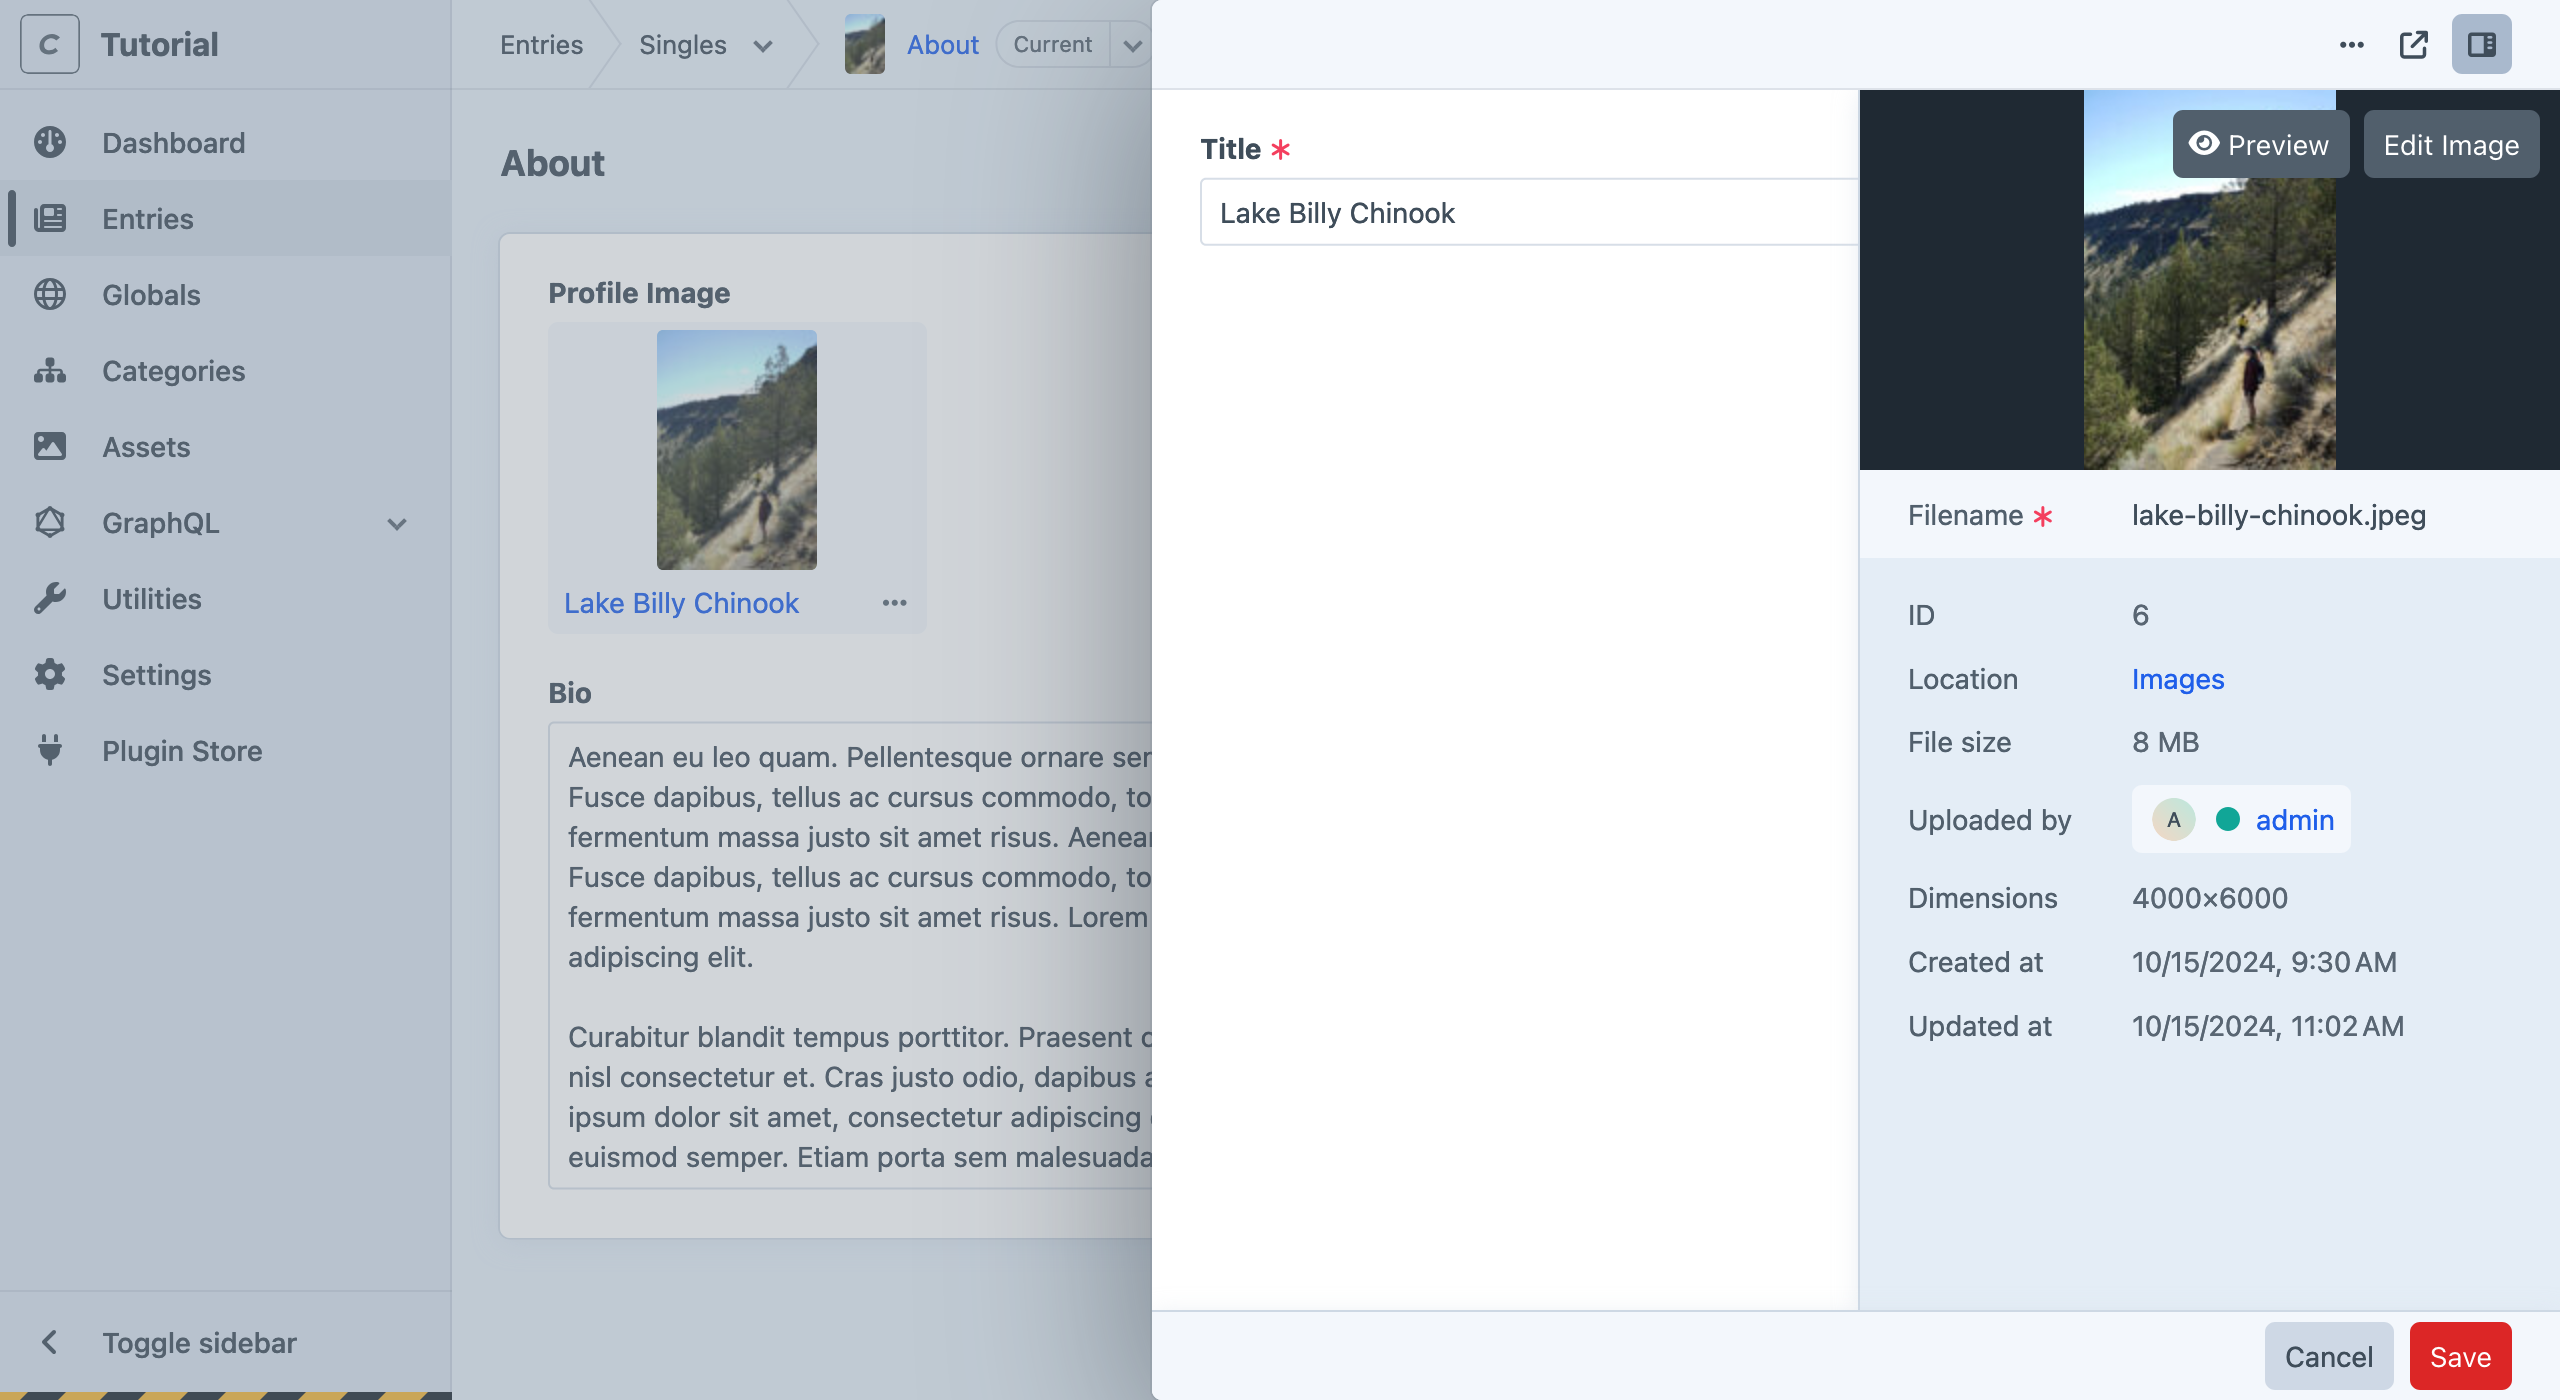 C Tutorial
Dashboard
Entries
Globals
Categories
Assets
GraphQL
Utilities
Settings
Plugin Store
Toggle sidebar
Entries Singles About Current
About
Profile Image
Lake Billy Chinook
Bio
Aenean eu leo quam. Pellentesque ornare
Fusce dapibus, tellus ac cursus commodo,
fermentum massa justo sit amet risus.
Fusce dapibus, tellus ac cursus commodo,
fermentum massa justo sit amet risus. Lorem
adipiscing elit.
Curabitur blandit tempus porttitor. Praesent
nisl consectetur et. Cras justo odio, dapibus
ipsum dolor sit amet, consectetur adipiscing
euismod semper. Etiam porta sem malesuada
Title *
Lake Billy Chinook
Preview
Edit Image
Filename * lake-billy-chinook.jpeg
ID 6
Location Images
File size 8 MB
Uploaded by A admin
Dimensions 4000×6000
Created at 10/15/2024, 9:30 AM
Updated at 10/15/2024, 11:02 AM
Cancel
Save